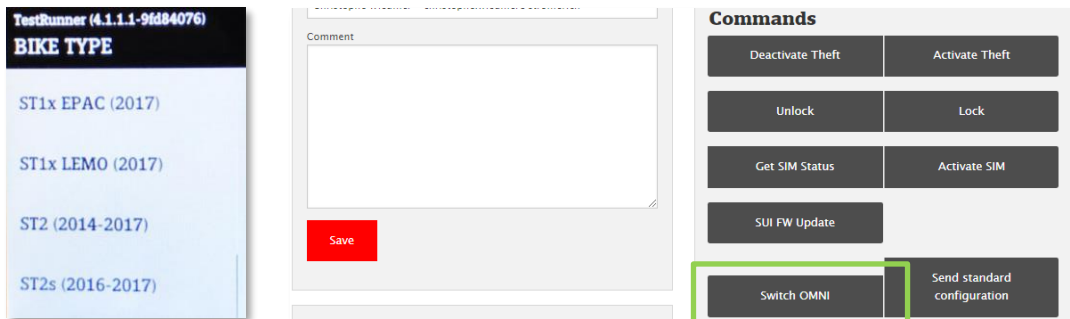 TestRunner (4.1.1.1-9fd84076)
BIKE TYPE
ST1x EPAC (2017)
ST1x LEMO (2017)
ST2 (2014-2017)
ST2s (2016-2017)
Comment
Save
Commands
Deactivate Theft
Activate Theft
Unlock
Lock
Get SIM Status
Activate SIM
SUI FW Update
Switch OMNI
Send standard
configuration